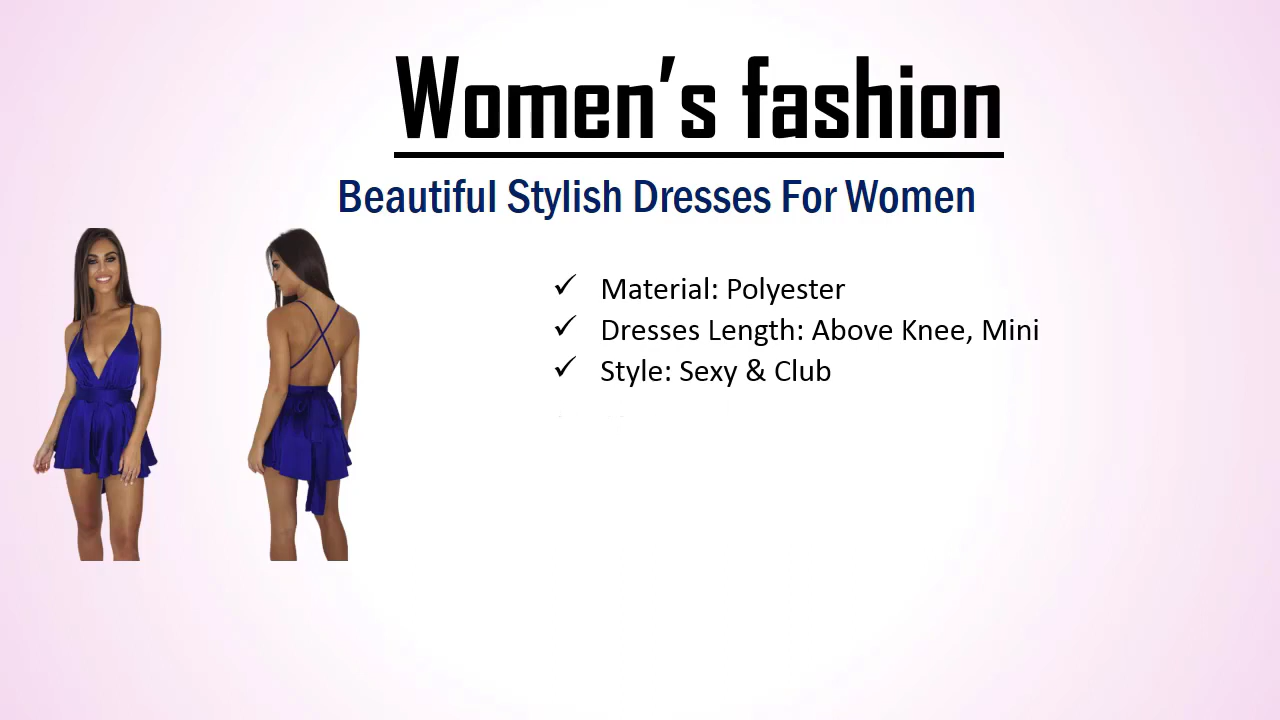 Women's fashion
Beautiful Stylish Dresses For Women
✓ Material: Polyester
✓ Dresses Length: Above Knee, Mini
✓ Style: Sexy & Club